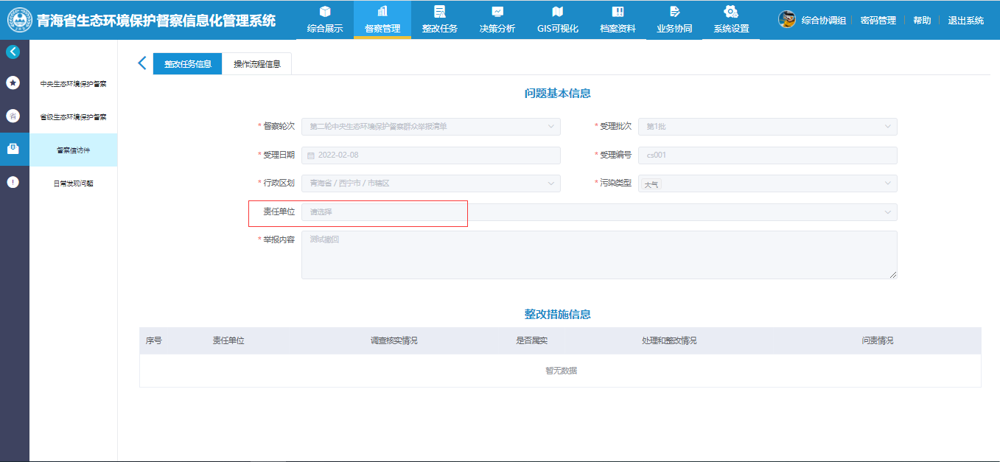 青海省生态环境保护督察信息化管理系统
综合展示 督察管理 整改任务 决策分析 GIS可视化 档案资料 业务协同 系统设置
综合协调组 密码管理 帮助 退出系统
中央生态环境保护督察
省 省级生态环境保护督察
督察信访件
日常发现问题
整改任务信息 操作流程信息
问题基本信息
* 督察轮次 第二轮中央生态环境保护督察群众举报清单 * 受理批次 第1批
* 受理日期 2022-02-08 * 受理编号 cs001
* 行政区划 青海省 / 西宁市 / 市辖区 * 污染类型 大气
责任单位 请选择
* 举报内容 测试撤回
整改措施信息
序号 责任单位 调查核实情况 是否属实 处理和整改情况 问责情况
暂无数据